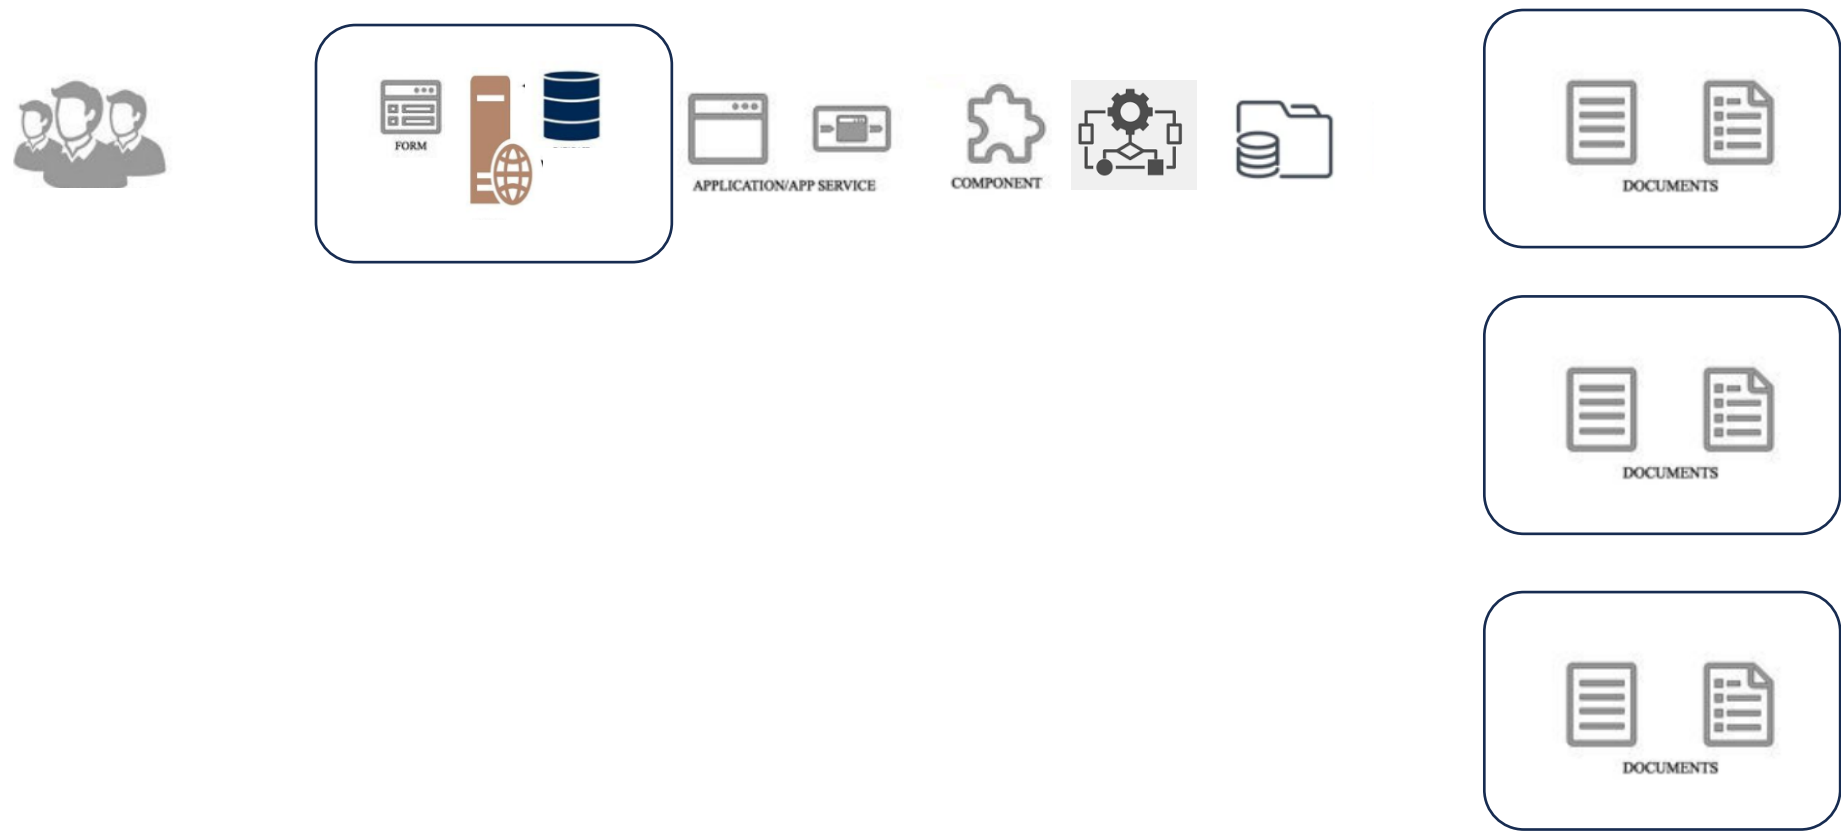 FORM
APPLICATION/APP SERVICE
COMPONENT
DOCUMENTS
DOCUMENTS
DOCUMENTS